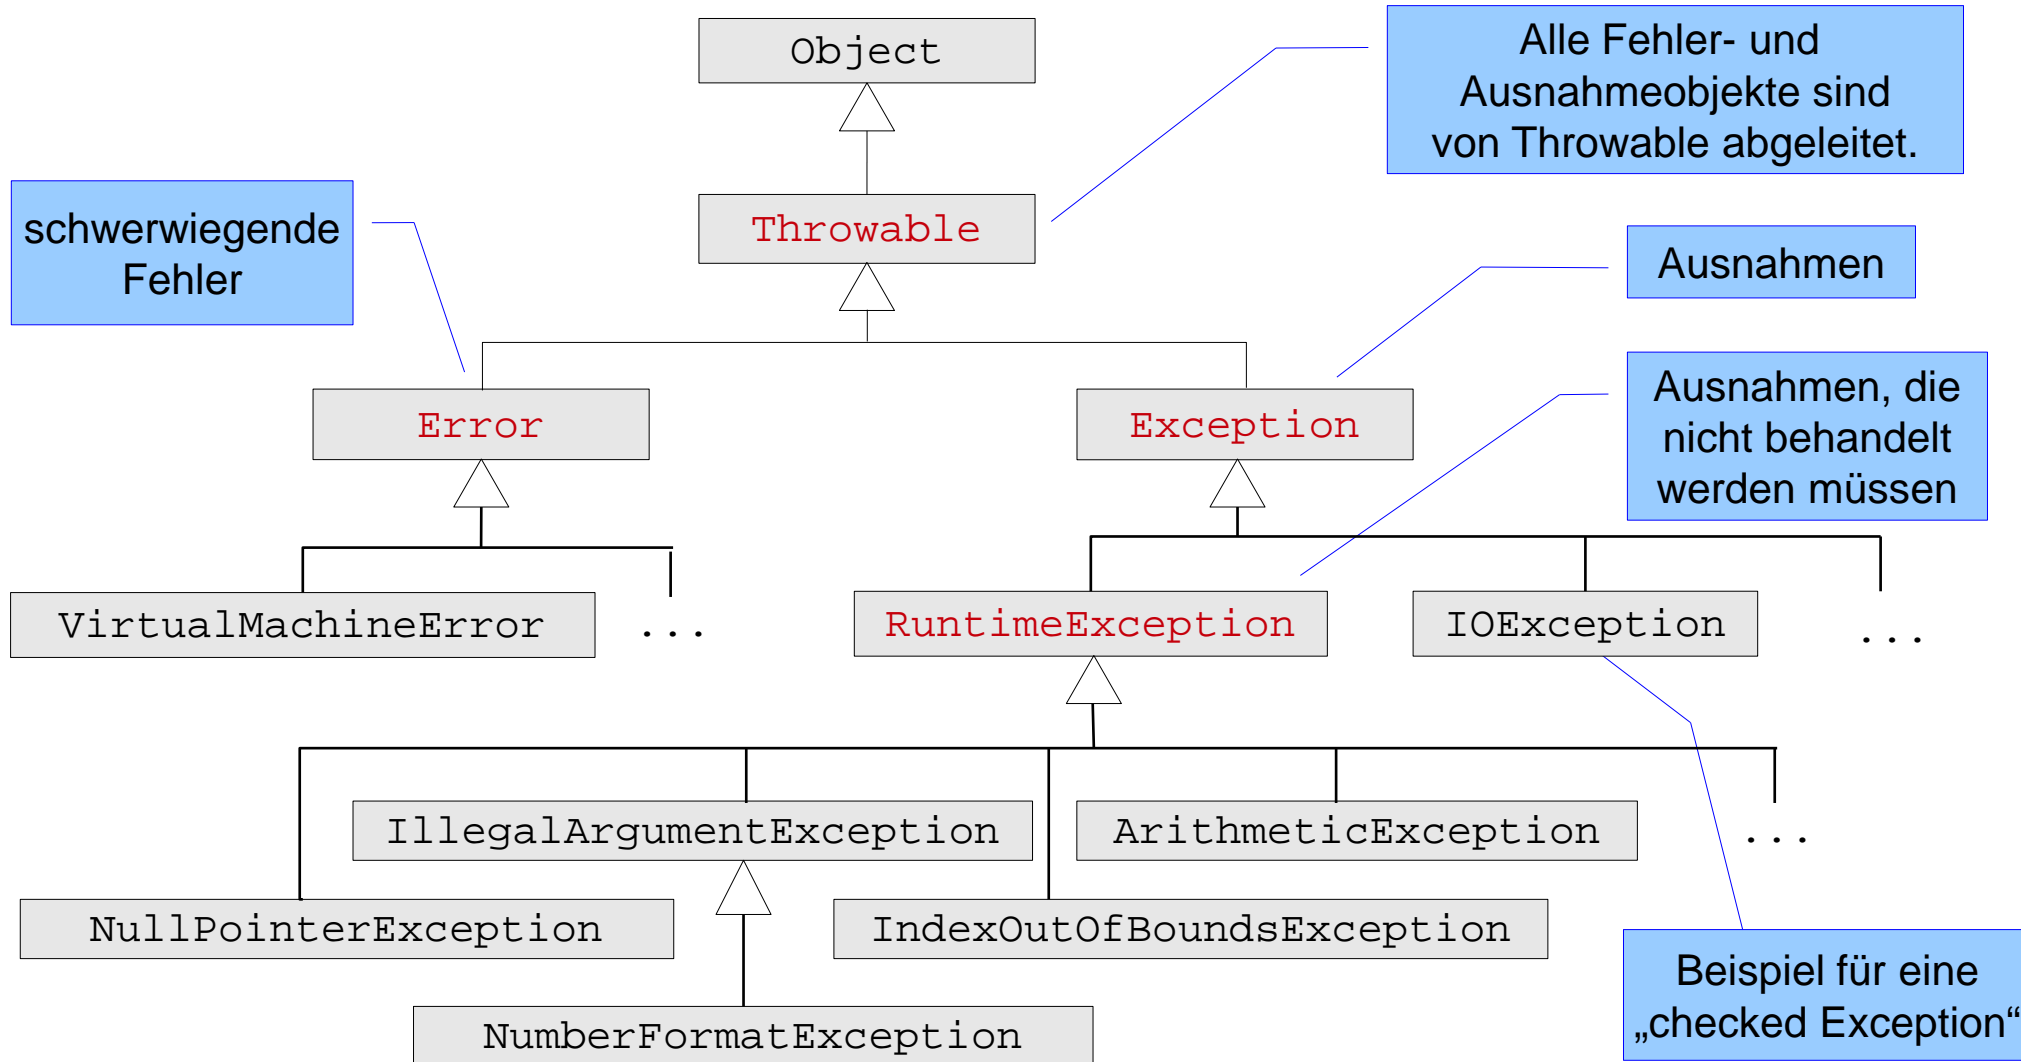 Object
Alle Fehler- und
Ausnahmeobjekte sind
von Throwable abgeleitet.
schwerwiegende
Fehler
Throwable
Ausnahmen
Error
Exception
Ausnahmen, die
nicht behandelt
werden müssen
VirtualMachineError
...
RuntimeException
IOException
...
IllegalArgumentException
ArithmeticException
...
NullPointerException
IndexOutOfBoundsException
Beispiel für eine
„checked Exception“
NumberFormatException